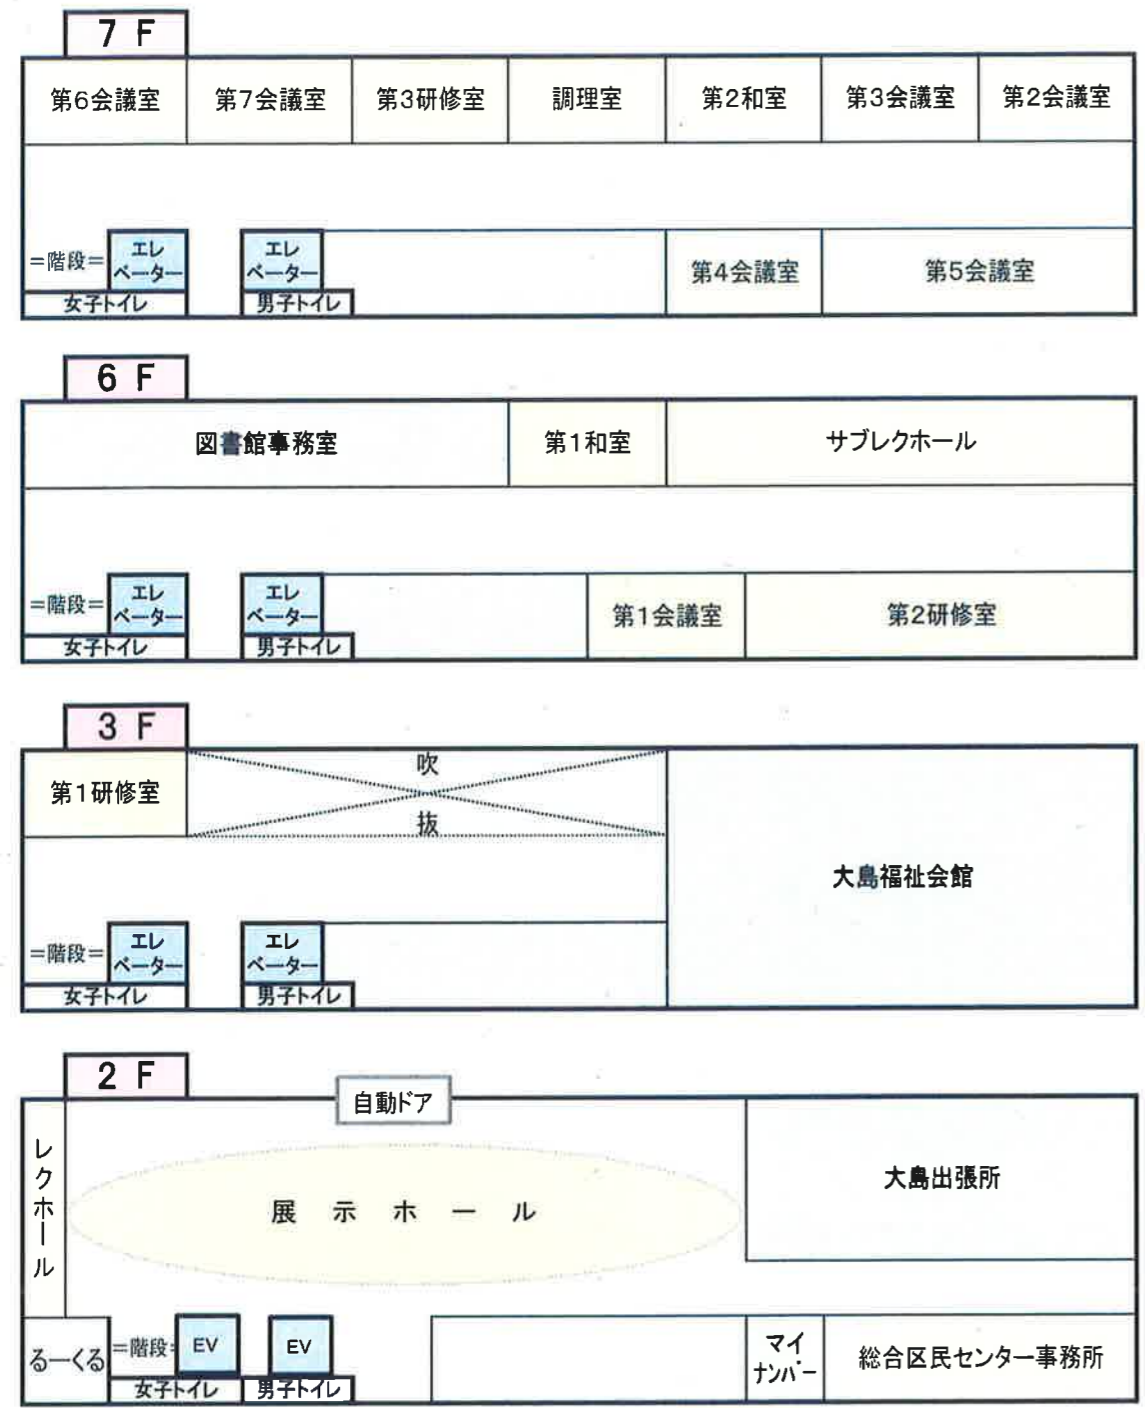 7 F
第6会議室 第7会議室 第3研修室 調理室 第2和室 第3会議室 第2会議室
=階段=
エレ
ベーター
エレ
ベーター
第4会議室 第5会議室
女子トイレ 男子トイレ
6 F
図書館事務室 第1和室 サブレクホール
=階段=
エレ
ベーター
エレ
ベーター
第1会議室 第2研修室
女子トイレ 男子トイレ
3 F
第1研修室
吹
抜
大島福祉会館
=階段=
エレ
ベーター
エレ
ベーター
女子トイレ 男子トイレ
2 F
自動ドア
レクホール
展示ホール
大島出張所
るーくる
=階段=
EV
EV
マイ
ナンバー
総合区民センター事務所
女子トイレ 男子トイレ